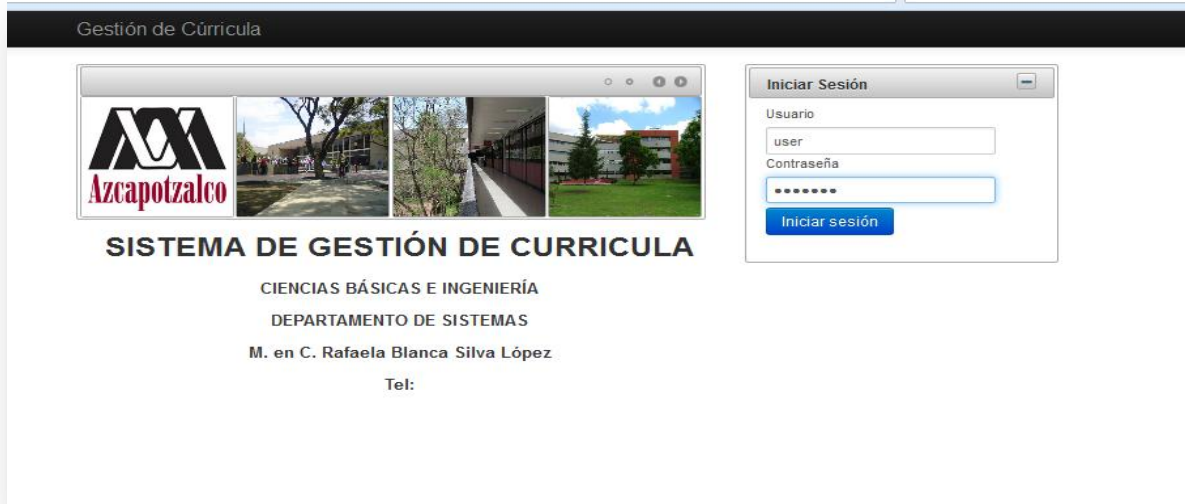 Gestión de Cúrricula
Azcapotzalco
SISTEMA DE GESTIÓN DE CURRICULA
CIENCIAS BÁSICAS E INGENIERÍA
DEPARTAMENTO DE SISTEMAS
M. en C. Rafaela Blanca Silva López
Tel:
Iniciar Sesión
Usuario
user
Contraseña
•••••••
Iniciar sesión